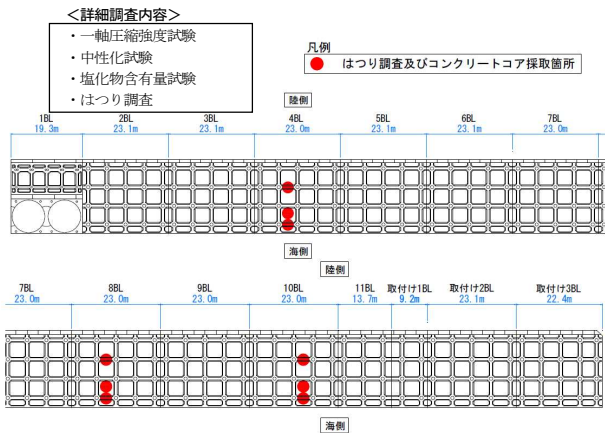 ＜詳細調査内容＞
・一軸圧縮強度試験
・中性化試験
・塩化物含有量試験
・はつり調査
凡例
はつり調査及びコンクリートコア採取箇所
陸側
1BL 2BL 3BL 4BL 5BL 6BL 7BL
19.3m 23.1m 23.1m 23.0m 23.1m 23.1m 23.0m
海側
陸側
7BL 8BL 9BL 10BL 11BL 取付け1BL 取付け2BL 取付け3BL
23.0m 23.0m 23.0m 23.0m 13.7m 9.2m 23.1m 22.4m
海側